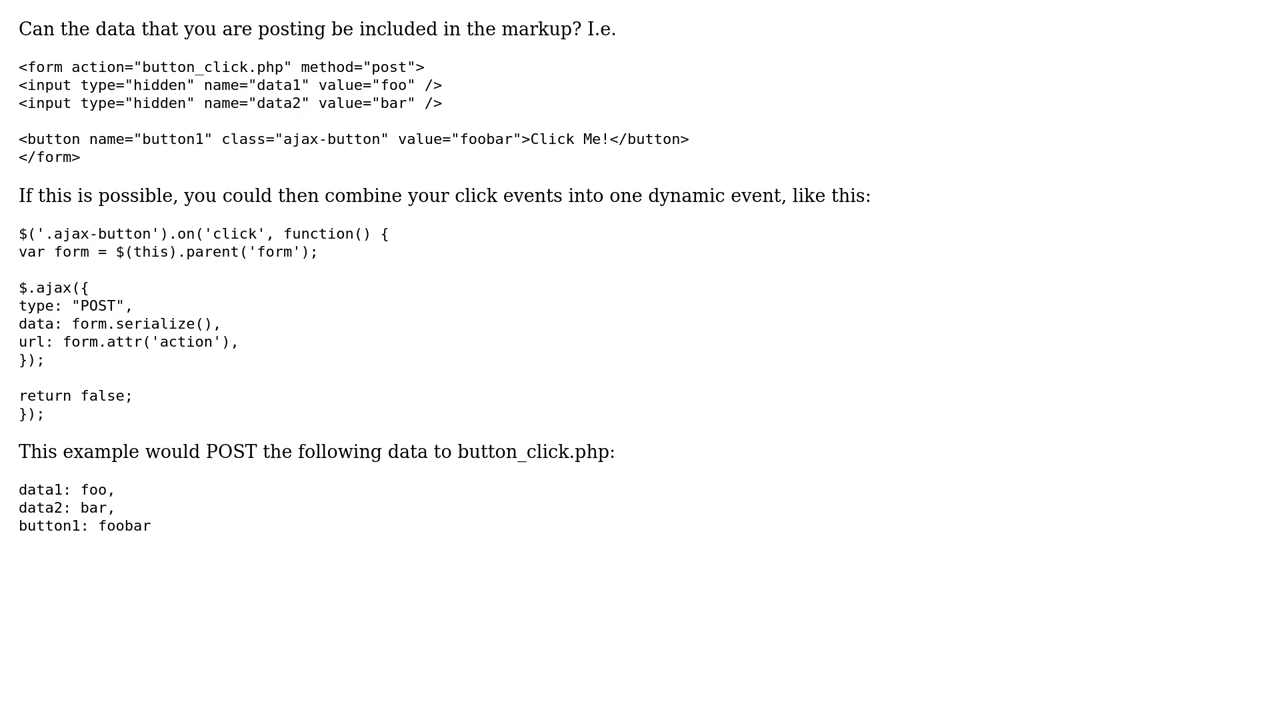 Can the data that you are posting be included in the markup? I.e.
<form action="button_click.php" method="post">
<input type="hidden" name="data1" value="foo" />
<input type="hidden" name="data2" value="bar" />
<button name="button1" class="ajax-button" value="foobar">Click Me!</button>
</form>
If this is possible, you could then combine your click events into one dynamic event, like this:
$('.ajax-button').on('click', function() {
var form = $(this).parent('form');
$.ajax({
type: "POST",
data: form.serialize(),
url: form.attr('action'),
});
return false;
});
This example would POST the following data to button_click.php:
data1: foo,
data2: bar,
button1: foobar